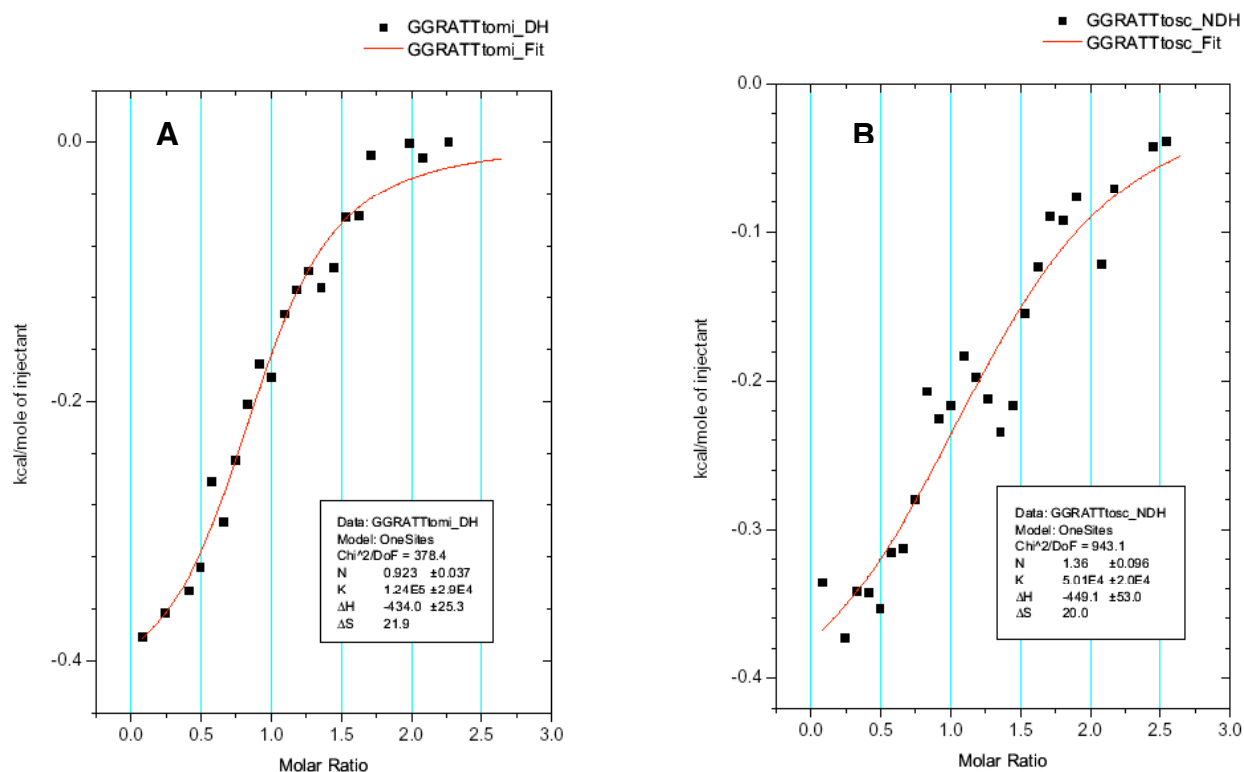 GGRATTtomi_DH
GGRATTtomi_Fit
A
0.0
-0.2
-0.4
kcal/mole of injectant
Data: GGRATTtomi_DH
Model: OneSites
Chi^2/DoF = 378.4
N 0.923 ±0.037
K 1.24E5 ±2.9E4
ΔH -434.0 ±25.3
ΔS 21.9
0.0 0.5 1.0 1.5 2.0 2.5 3.0
Molar Ratio
GGRATTtosc_NDH
GGRATTtosc_Fit
B
0.0
-0.1
-0.2
-0.3
-0.4
kcal/mole of injectant
Data: GGRATTtosc_NDH
Model: OneSites
Chi^2/DoF = 943.1
N 1.36 ±0.096
K 5.01E4 ±2.0E4
ΔH -449.1 ±53.0
ΔS 20.0
0.0 0.5 1.0 1.5 2.0 2.5 3.0
Molar Ratio